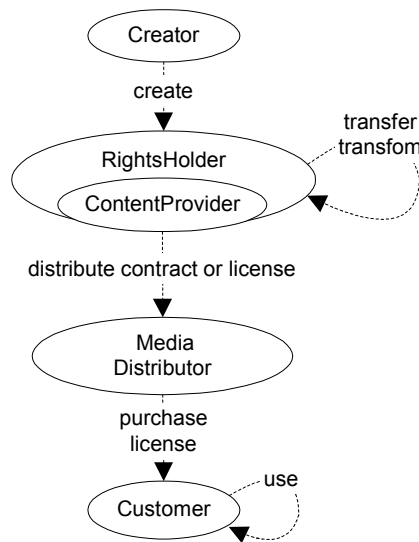 Creator
create
transfer
transfom
RightsHolder
ContentProvider
distribute contract or license
Media
Distributor
purchase
license
use
Customer